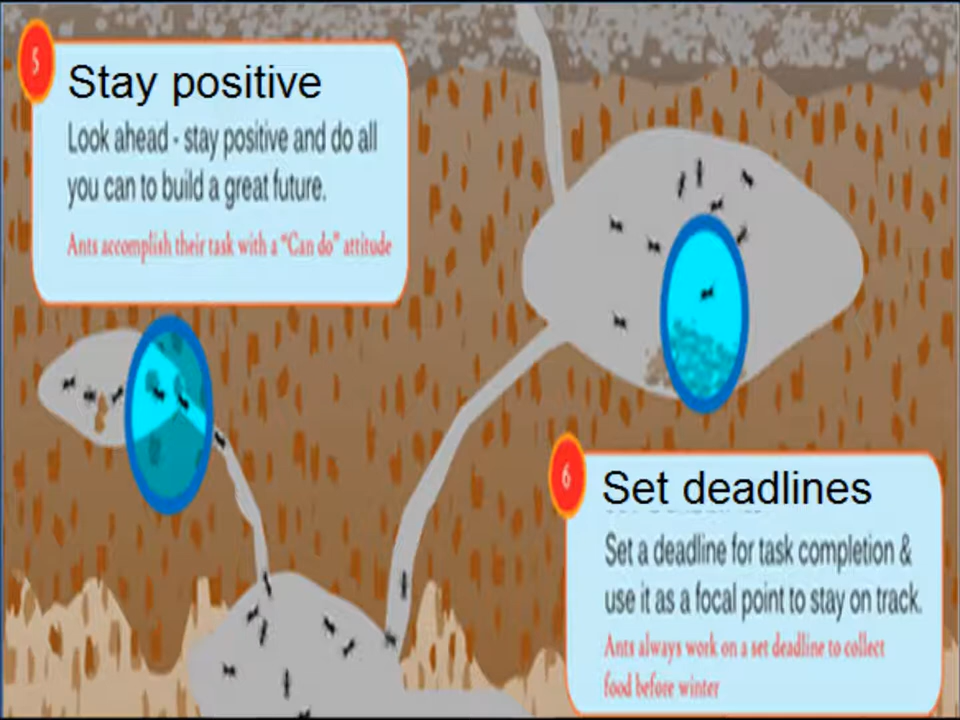 5
Stay positive
Look ahead - stay positive and do all
you can to build a great future.
Ants accomplish their task with a "Can do" attitude
6
Set deadlines
Set a deadline for task completion &
use it as a focal point to stay on track.
Ants always work on a set deadline to collect
food before winter